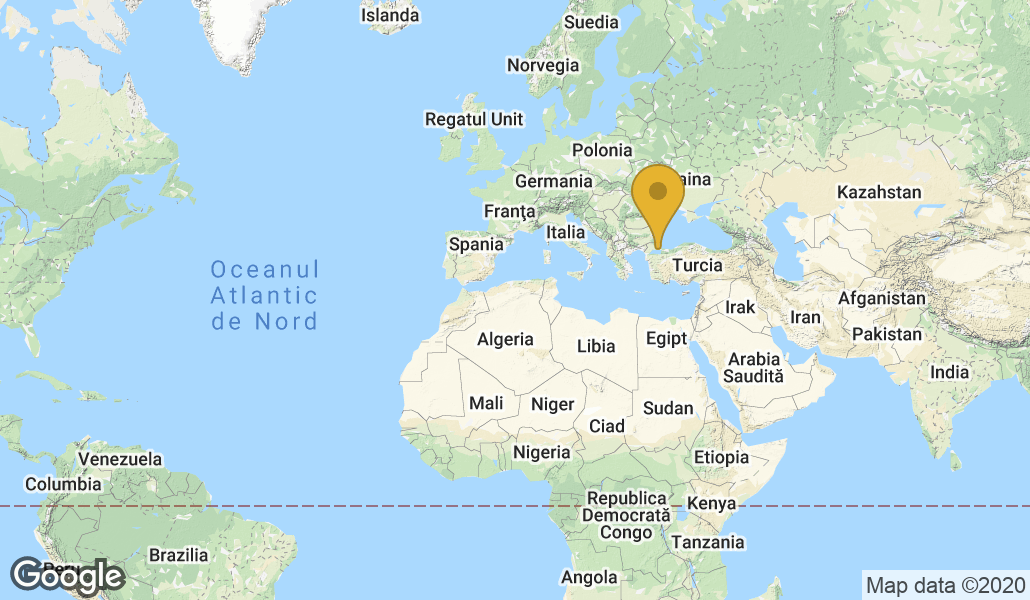 Islanda
Suedia
Norvegia
Regatul Unit
Polonia
Germania
aina
Kazahstan
Franţa
Italia
Spania
Turcia
Oceanul
Atlantic
de Nord
Afganistan
Irak
Iran
Pakistan
Algeria
Libia
Egipt
Arabia
Saudită
India
Mali
Niger
Sudan
Ciad
Nigeria
Etiopia
Venezuela
Columbia
Republica
Democrată
Congo
Kenya
Tanzania
Brazilia
Peru
Angola
Google
Map data ©2020